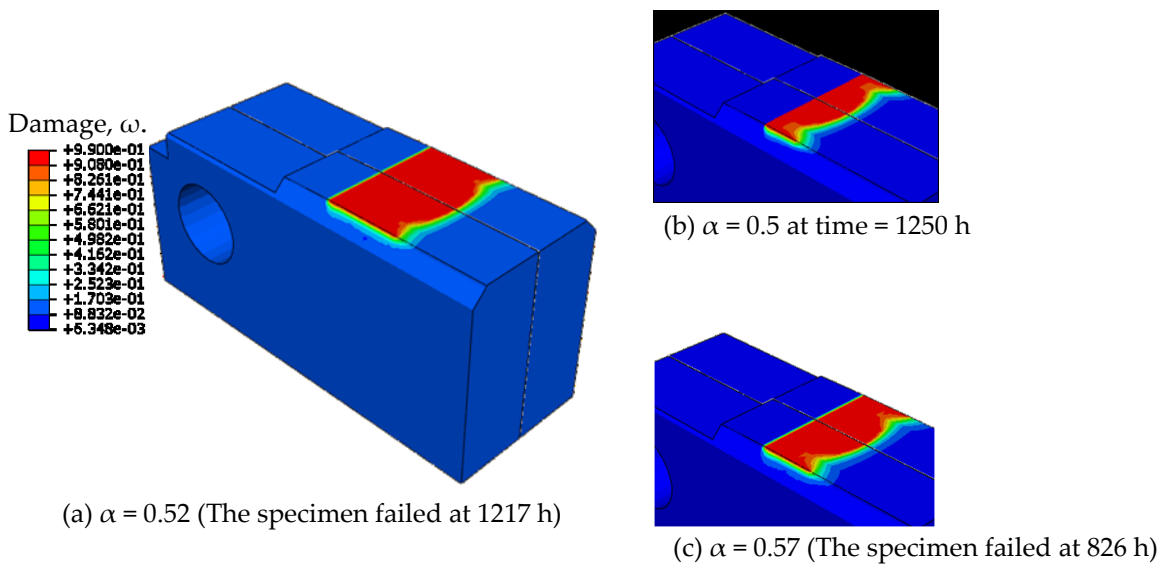 Damage, ω.
+9.900e-01
+9.080e-01
+8.261e-01
+7.441e-01
+6.621e-01
+5.801e-01
+4.982e-01
+4.162e-01
+3.342e-01
+2.523e-01
+1.703e-01
+8.832e-02
+6.348e-03
(a) α = 0.52 (The specimen failed at 1217 h)
(b) α = 0.5 at time = 1250 h
(c) α = 0.57 (The specimen failed at 826 h)